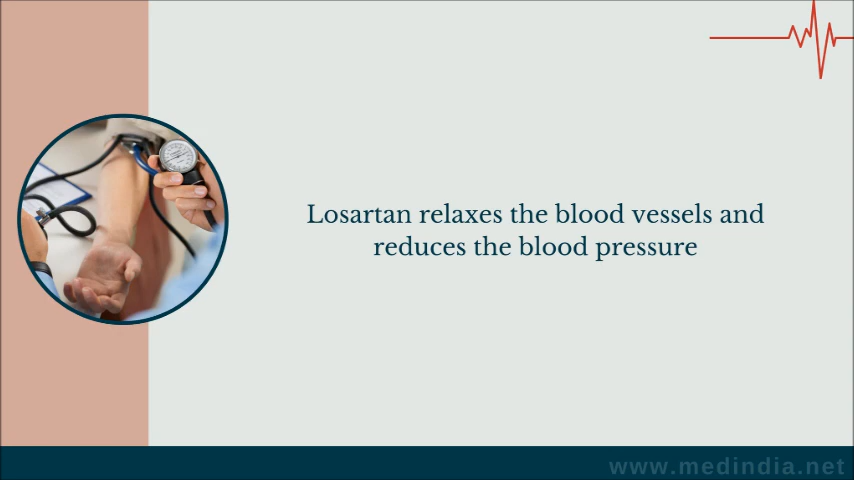 Losartan relaxes the blood vessels and
reduces the blood pressure
www.medindia.net